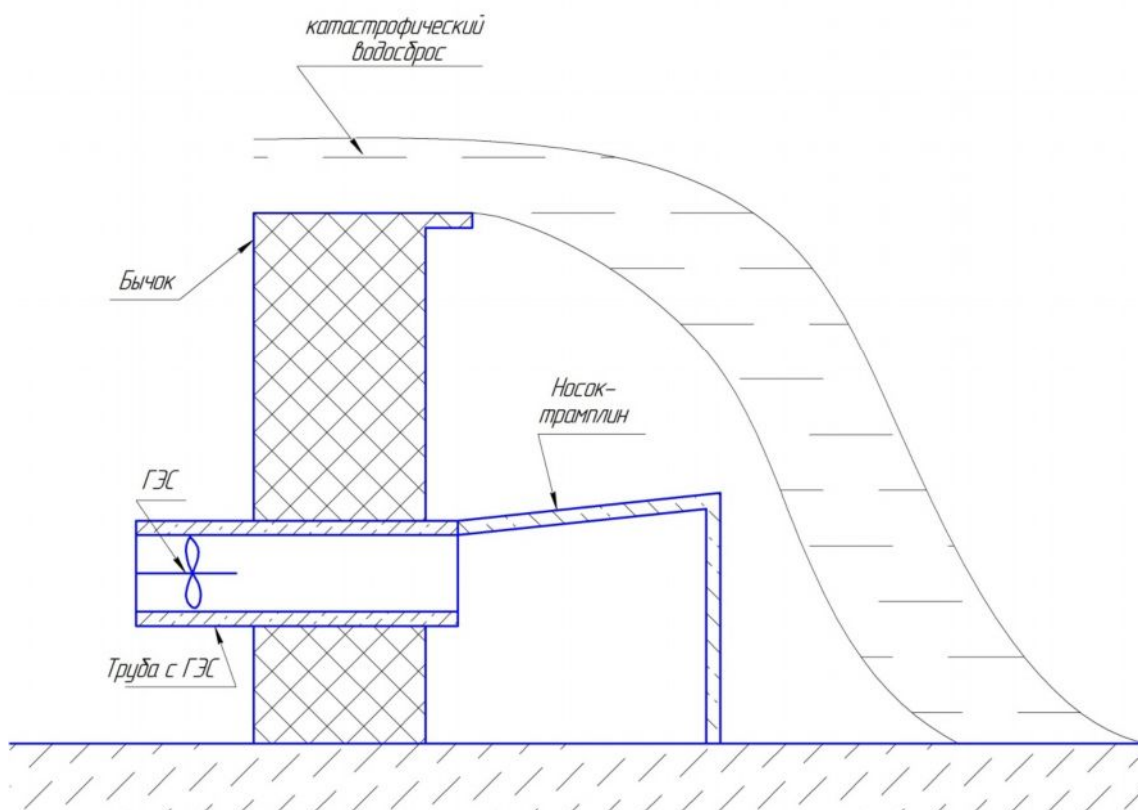 катастрофический
водосброс
Бычок
Носок-
трамплин
ГЭС
Труба с ГЭС